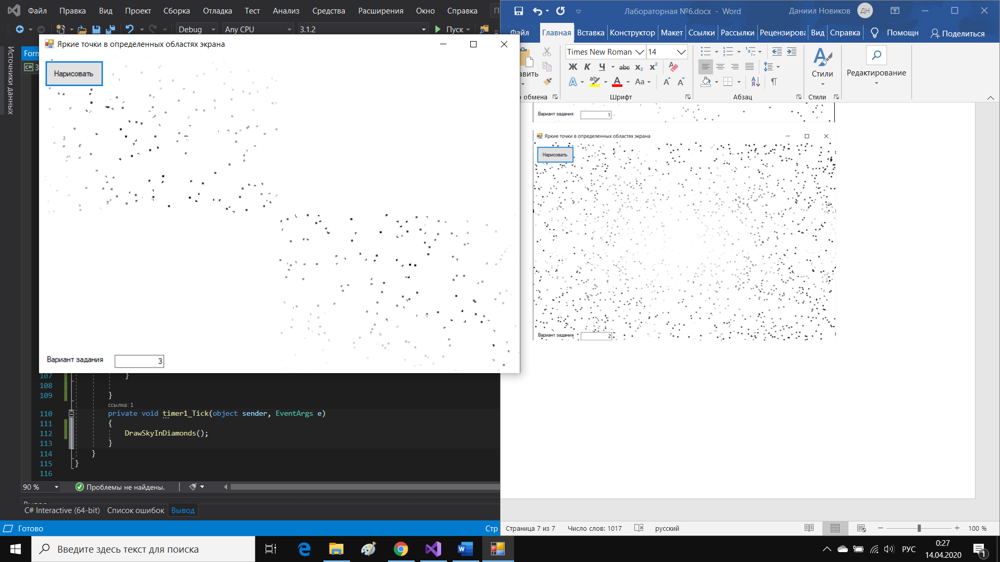 Файл Правка Вид Проект Сборка Отладка Тест Анализ Средства Расширения Окно Справка
Debug Any CPU 3.1.2 Пуск
Яркие точки в определенных областях экрана
Form
C# 3
Источники данных
Нарисовать
Вариант задания 3
107 }
108
109 }
ссылка: 1
110 private void timer1_Tick(object sender, EventArgs e)
111 {
112 DrawSkyInDiamonds();
113 }
114 }
115 }
116
90 % Проблемы не найдены.
Вывод
C# Interactive (64-bit) Список ошибок Вывод
Готово Стр
Лабораторная №6.docx - Word Даниил Новиков ДН
Файл Главная Вставка Конструктор Макет Ссылки Рассылки Рецензирова Вид Справка Помощн Поделиться
Times New Roman 14
авить
Ж К Ч abc x₂ x²
А aby А Aa А А
о обмена Шрифт Абзац Стили
Стили
Редактирование
Вариант задания 1
Яркие точки в определенных областях экрана
Нарисовать
Вариант задания 2
Страница 7 из 7 Число слов: 1017 русский 100 %
Введите здесь текст для поиска
РУС
0:27
14.04.2020
1